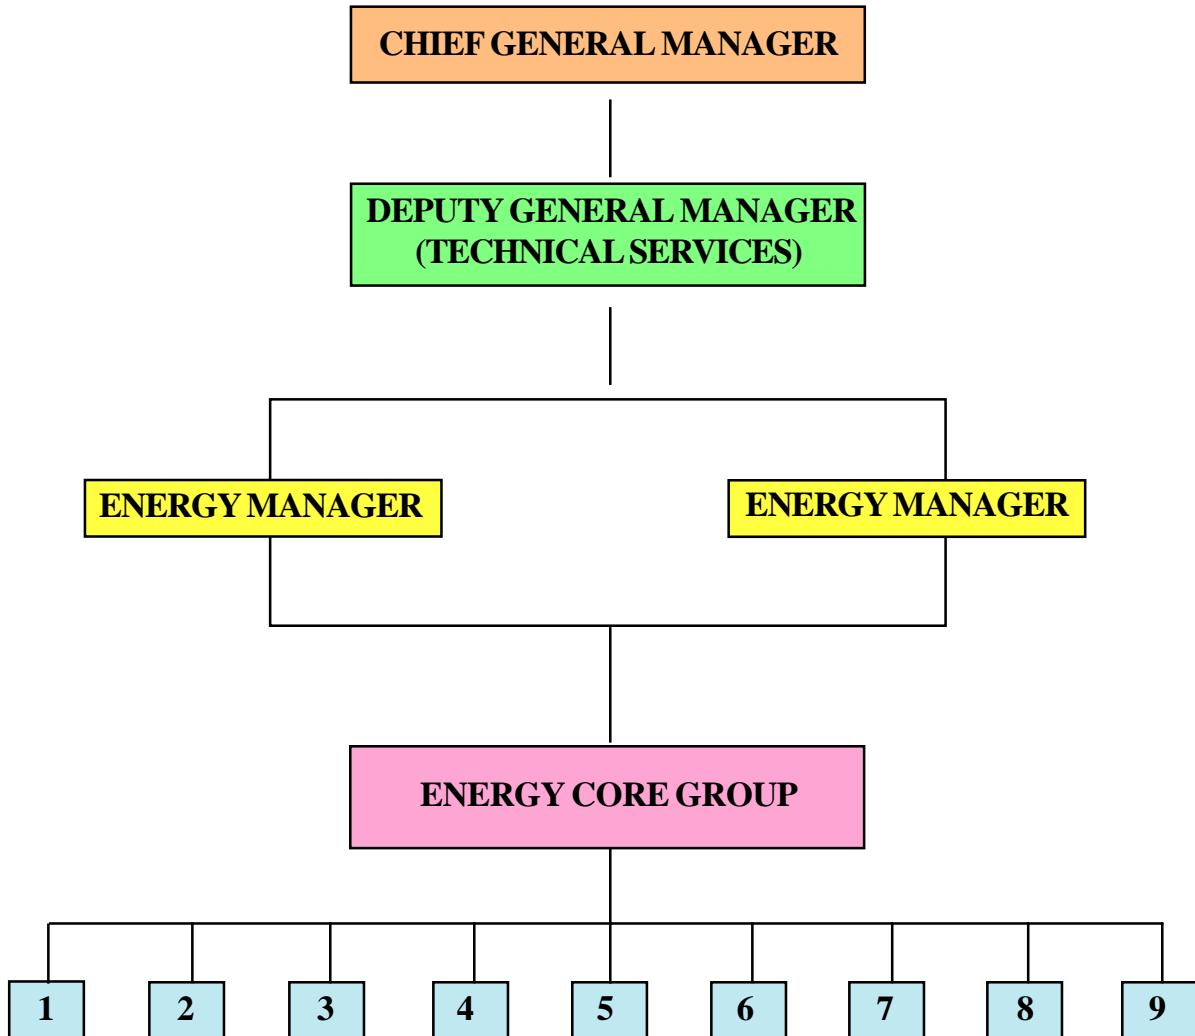 CHIEF GENERAL MANAGER
DEPUTY GENERAL MANAGER
(TECHNICAL SERVICES)
ENERGY MANAGER
ENERGY MANAGER
ENERGY CORE GROUP
1 2 3 4 5 6 7 8 9